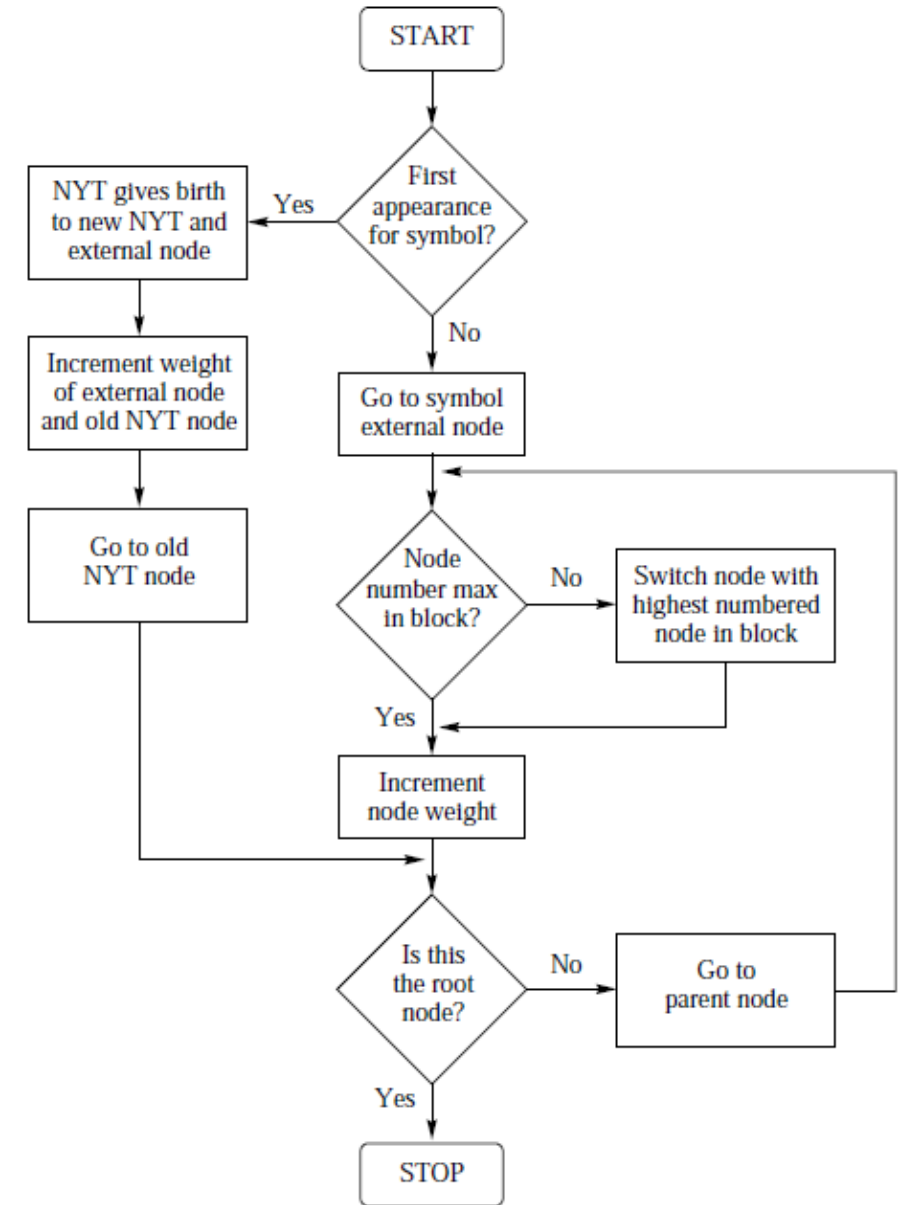 START
First
appearance
for symbol?
Yes
NYT gives birth
to new NYT and
external node
No
Increment weight
of external node
and old NYT node
Go to symbol
external node
Go to old
NYT node
Node
number max
in block?
No
Switch node with
highest numbered
node in block
Yes
Increment
node weight
Is this
the root
node?
No
Go to
parent node
Yes
STOP